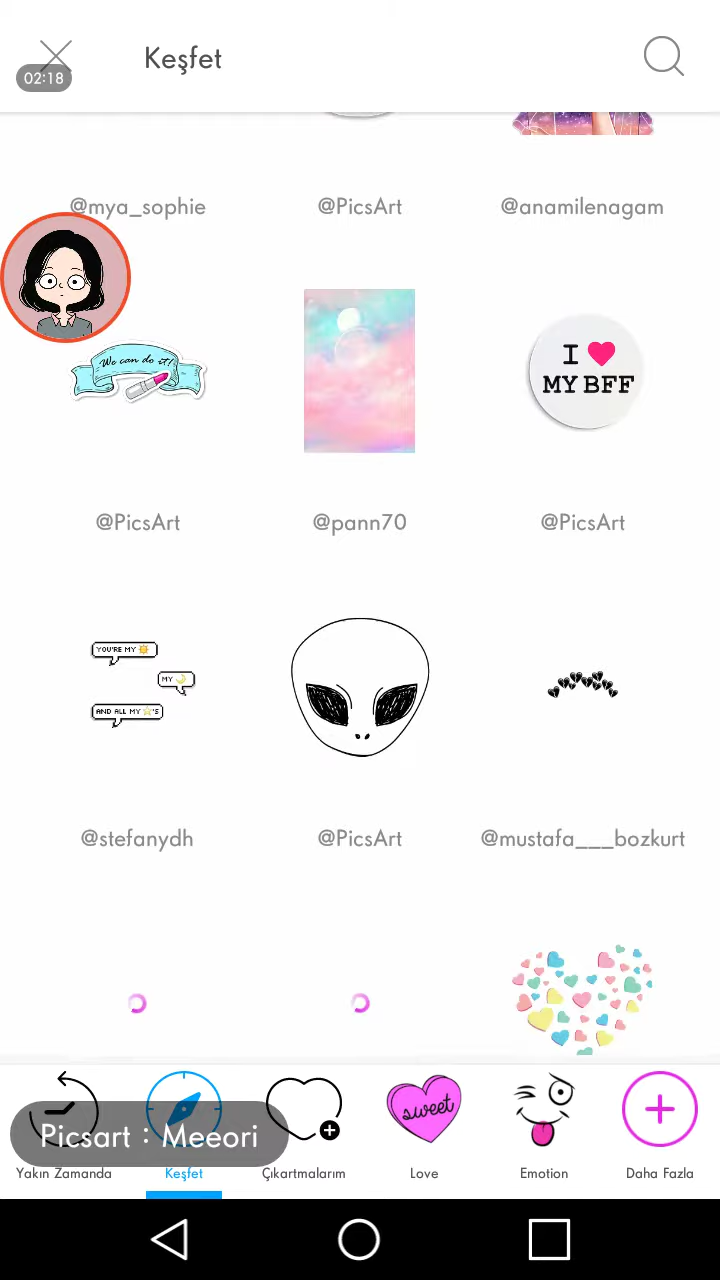 Keşfet
02:18
@mya_sophie
@PicsArt
@anamilenagam
We can do it!
I
MY BFF
@PicsArt
@pann70
@PicsArt
YOU'RE MY
MY
AND ALL MY 'S
@stefanydh
@PicsArt
@mustafa___bozkurt
sweet
Picsart : Meeori
Yakın Zamanda
Keşfet
Çıkartmalarım
Love
Emotion
Daha Fazla